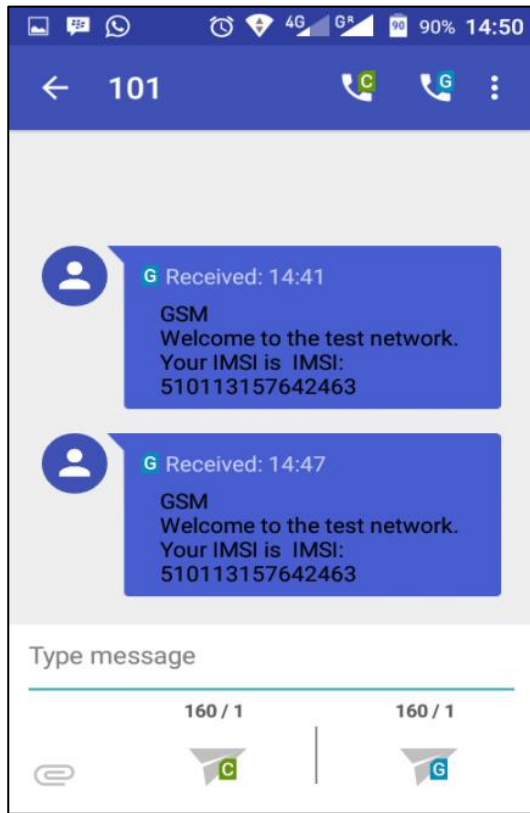 4G G R 90 90% 14:50
101 C G
G Received: 14:41
GSM
Welcome to the test network.
Your IMSI is  IMSI:
510113157642463
G Received: 14:47
GSM
Welcome to the test network.
Your IMSI is  IMSI:
510113157642463
Type message
160 / 1 160 / 1
C G